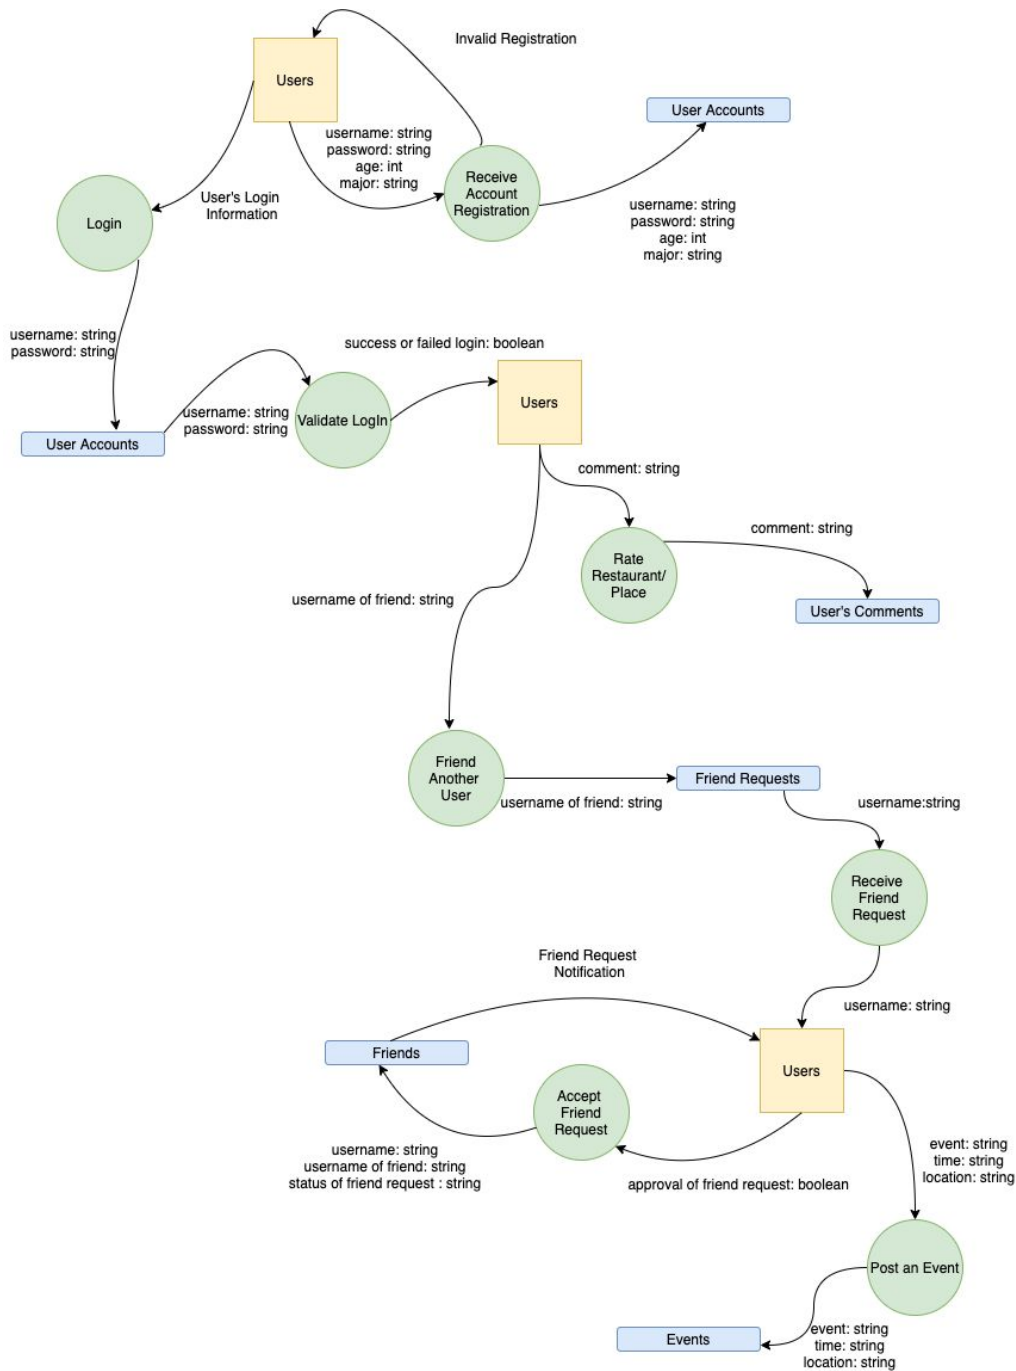 Invalid Registration
Users
User Accounts
username: string
password: string
age: int
major: string
Receive
Account
Registration
User's Login
Information
Login
username: string
password: string
age: int
major: string
username: string
password: string
success or failed login: boolean
Users
username: string
password: string
Validate LogIn
User Accounts
comment: string
comment: string
Rate
Restaurant/
Place
User's Comments
username of friend: string
Friend
Another
User
Friend Requests
username of friend: string
username:string
Receive
Friend
Request
Friend Request
Notification
username: string
Friends
Users
Accept
Friend
Request
username: string
username of friend: string
status of friend request : string
approval of friend request: boolean
event: string
time: string
location: string
Post an Event
Events
event: string
time: string
location: string